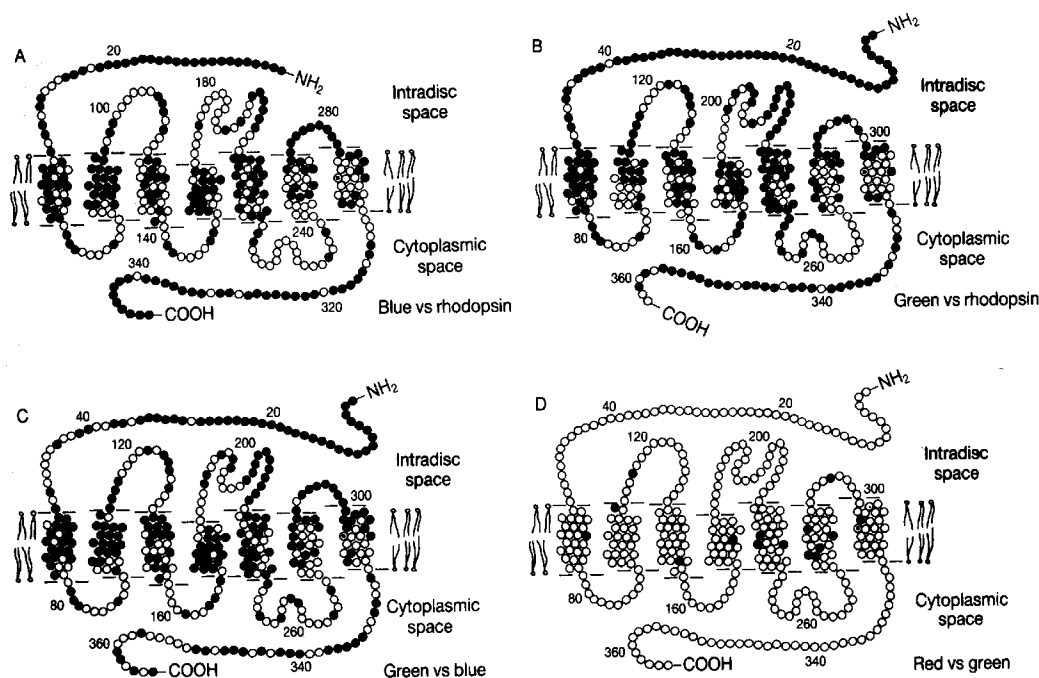 A
20
NH₂
100
180
280
Intradisc
space
140
240
Cytoplasmic
space
340
320
COOH
Blue vs rhodopsin
B
40
20
NH₂
120
200
300
Intradisc
space
80
160
260
Cytoplasmic
space
360
340
COOH
Green vs rhodopsin
C
40
20
NH₂
120
200
300
Intradisc
space
80
160
260
Cytoplasmic
space
360
340
COOH
Green vs blue
D
40
20
NH₂
120
200
300
Intradisc
space
80
160
260
Cytoplasmic
space
360
340
COOH
Red vs green